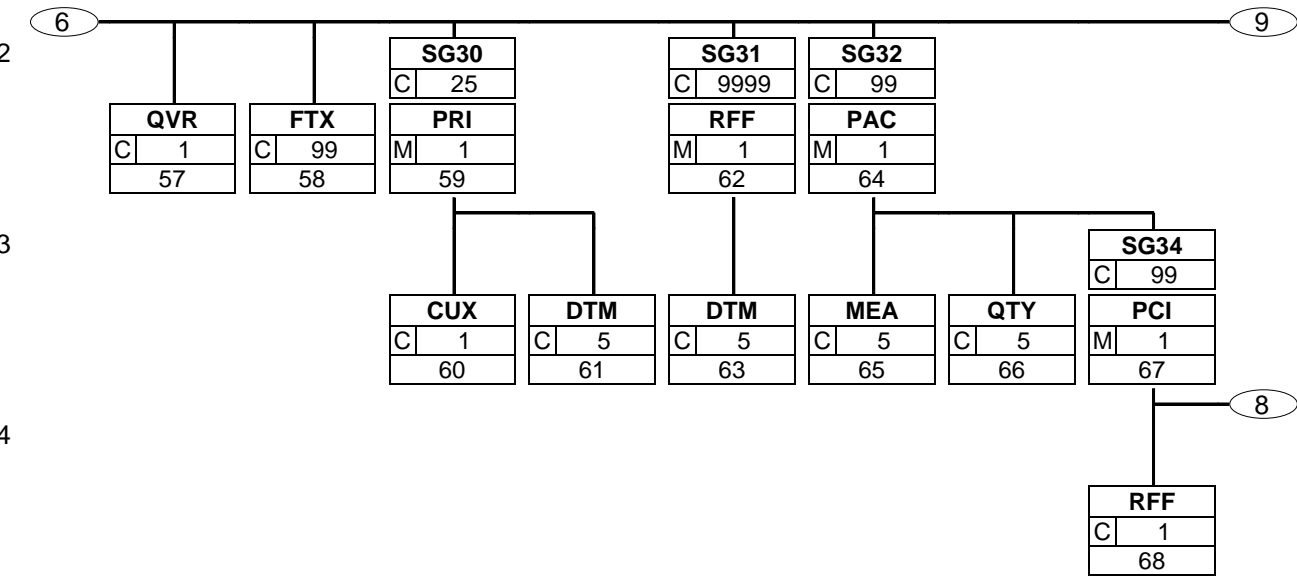 6 9
2
SG30 SG31 SG32
C 25 C 9999 C 99
QVR FTX PRI RFF PAC
C 1 C 99 M 1 M 1 M 1
57 58 59 62 64
3
SG34
C 99
CUX DTM DTM MEA QTY PCI
C 1 C 5 C 5 C 5 C 5 M 1
60 61 63 65 66 67
8
4
RFF
C 1
68